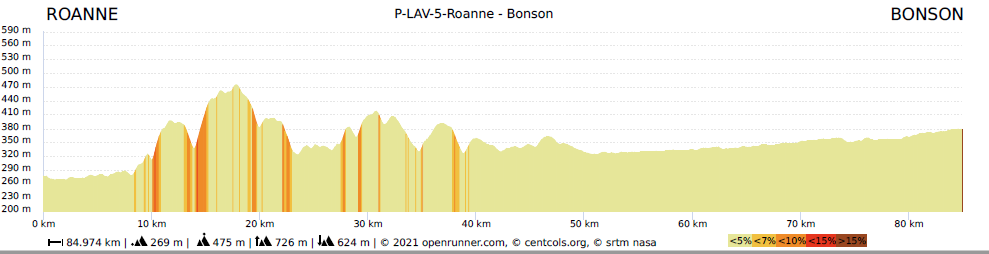 ROANNE P-LAV-5-Roanne - Bonson BONSON
590 m
560 m
530 m
500 m
470 m
440 m
410 m
380 m
350 m
320 m
290 m
260 m
230 m
200 m
0 km 10 km 20 km 30 km 40 km 50 km 60 km 70 km 80 km
84.974 km | 269 m | 475 m | 726 m | 624 m | © 2021 openrunner.com, © centcols.org, © srtm nasa <5% <7% <10% <15% >15%